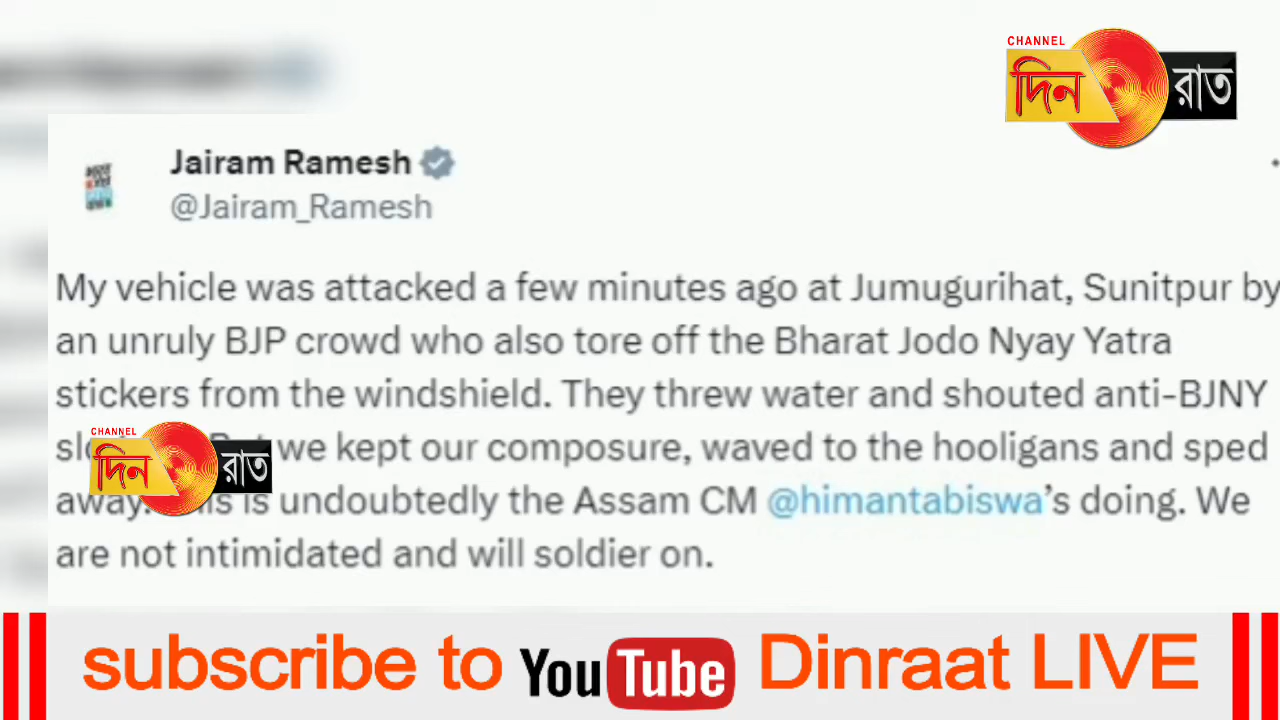 CHANNEL
দিন রাত
Jairam Ramesh
@Jairam_Ramesh
My vehicle was attacked a few minutes ago at Jumugurihat, Sunitpur by
an unruly BJP crowd who also tore off the Bharat Jodo Nyay Yatra
stickers from the windshield. They threw water and shouted anti-BJNY
we kept our composure, waved to the hooligans and sped
CHANNEL
দিন রাত
away. is undoubtedly the Assam CM @himantabiswa's doing. We
are not intimidated and will soldier on.
subscribe to YouTube Dinraat LIVE